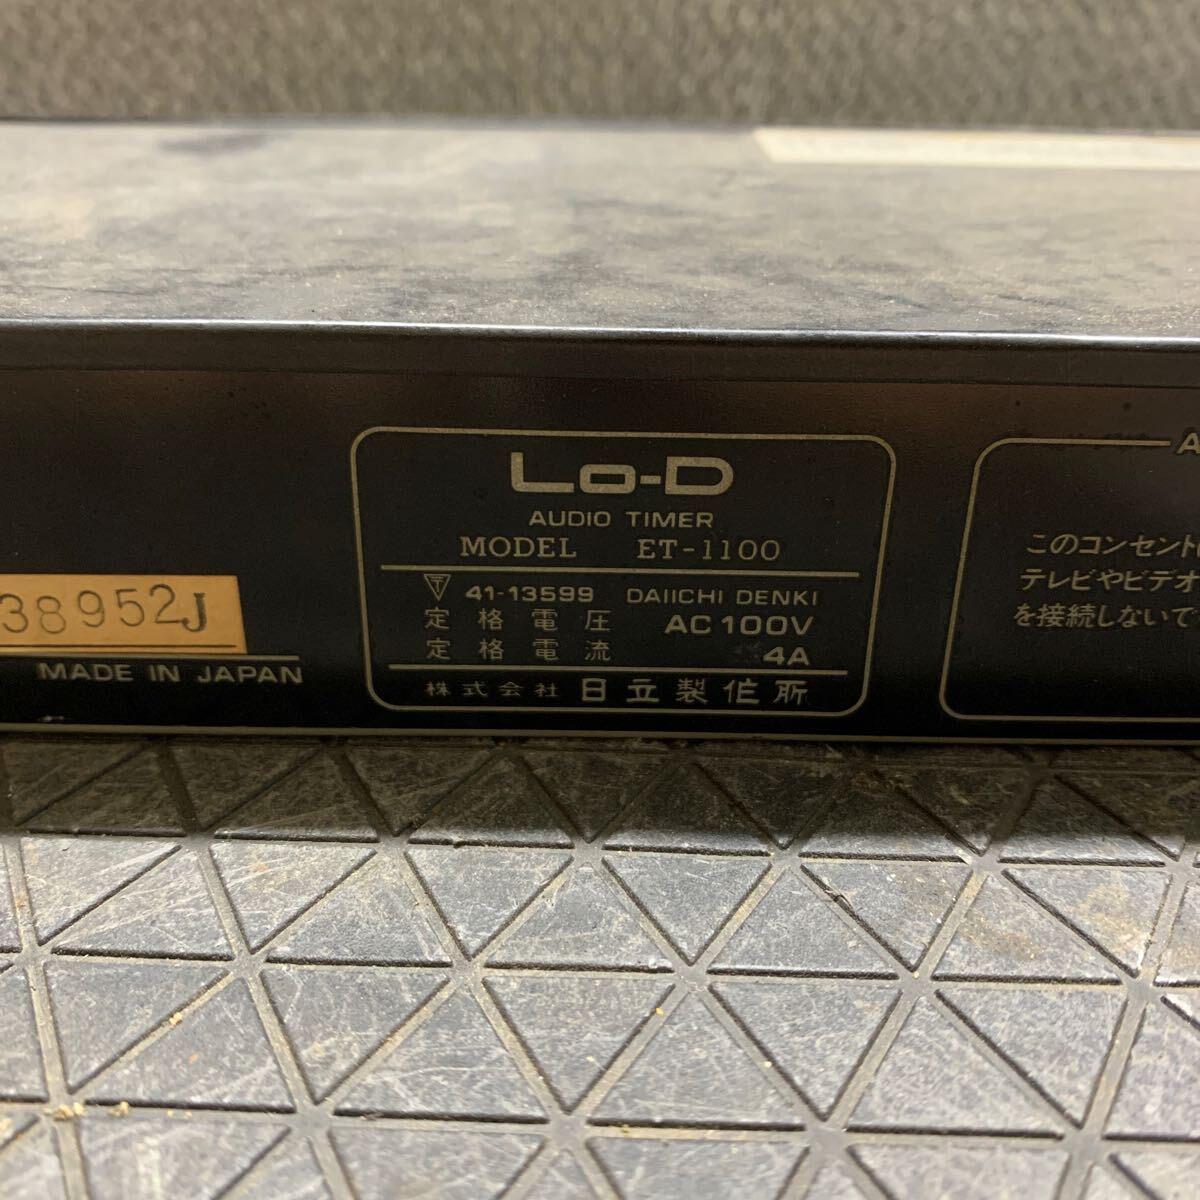 38952J
MADE IN JAPAN
Lo-D
AUDIO TIMER
MODEL ET-1100
〒 41-13599 DAIICHI DENKI
定格電圧 AC100V
定格電流 4A
株式会社 日立製作所
A
このコンセント
テレビやビデオ
を接続しないで